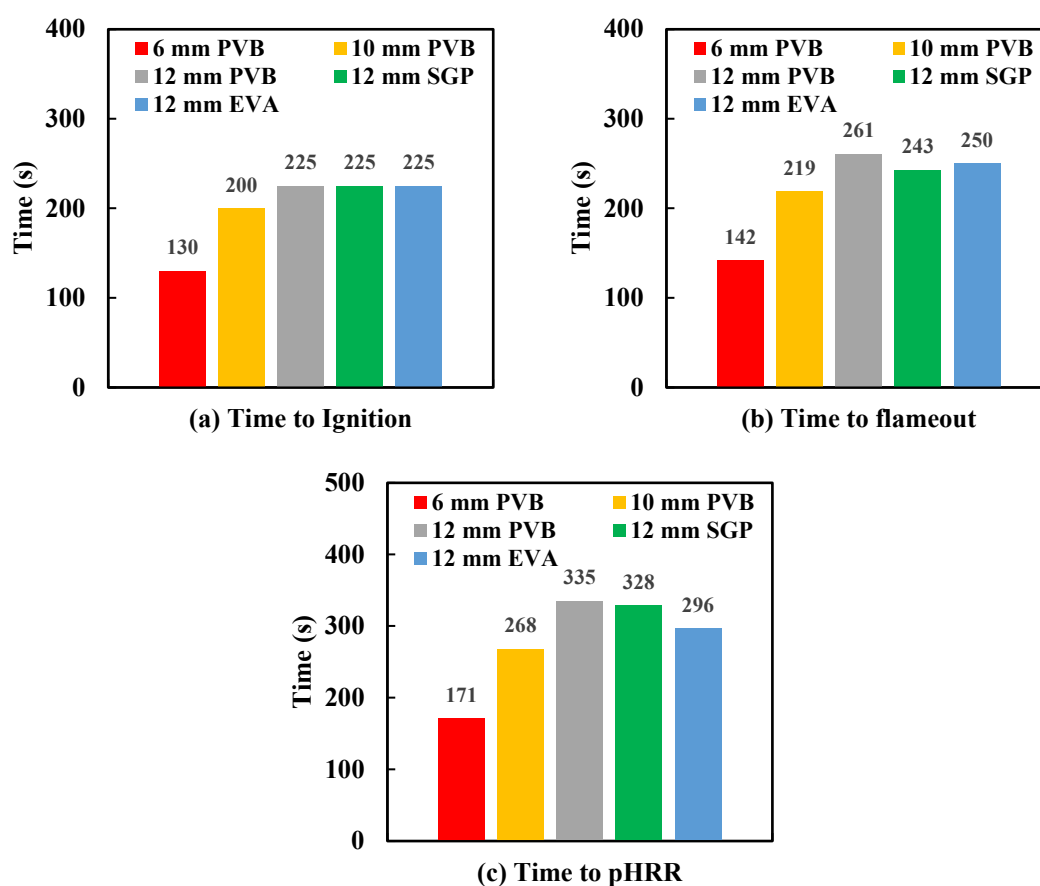 400
300
200
100
0
Time (s)
6 mm PVB
10 mm PVB
12 mm PVB
12 mm SGP
12 mm EVA
130
200
225
225
225
(a) Time to Ignition
400
300
200
100
0
Time (s)
6 mm PVB
10 mm PVB
12 mm PVB
12 mm SGP
12 mm EVA
142
219
261
243
250
(b) Time to flameout
500
400
300
200
100
0
Time (s)
6 mm PVB
10 mm PVB
12 mm PVB
12 mm SGP
12 mm EVA
171
268
335
328
296
(c) Time to pHRR